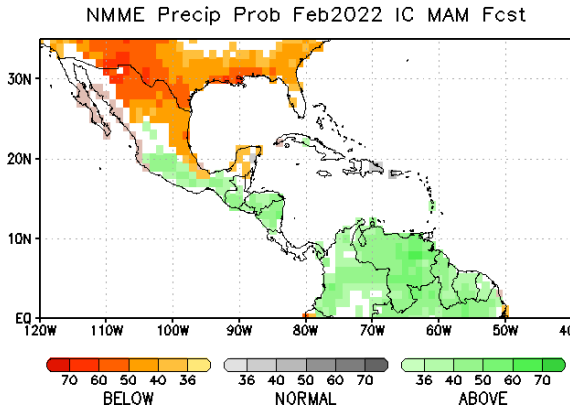 NMME Precip Prob Feb2022 IC MAM Fcst
30N
20N
10N
EQ
120W 110W 100W 90W 80W 70W 60W 50W 40W
70 60 50 40 36 36 40 50 60 70 36 40 50 60 70
BELOW NORMAL ABOVE